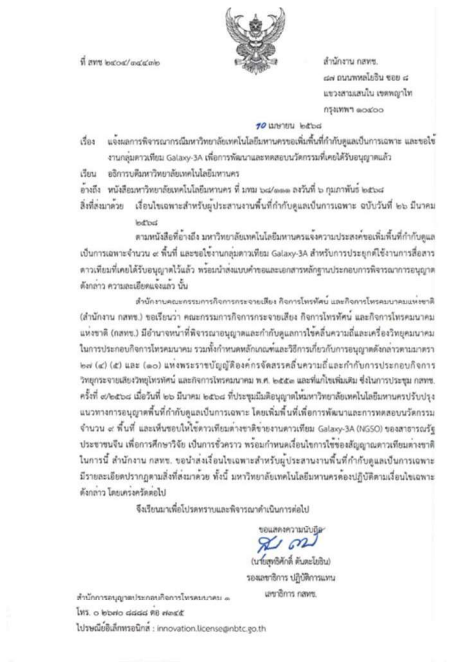 ที่ สทช ๒๔๐๔/๑๔๔๓๒
สำนักงาน กสทช.
๘๗ ถนนพหลโยธิน ซอย ๘
แขวงสามเสนใน เขตพญาไท
กรุงเทพฯ ๑๐๔๐๐
๑๐ เมษายน ๒๕๖๘
เรื่อง แจ้งผลการพิจารณากรณีมหาวิทยาลัยเทคโนโลยีมหานครขอเพิ่มพื้นที่กำกับดูแลเป็นการเฉพาะ และขอใช้
งานกลุ่มดาวเทียม Galaxy-3A เพื่อการพัฒนาและทดสอบนวัตกรรมที่เคยได้รับอนุญาตแล้ว
เรียน อธิการบดีมหาวิทยาลัยเทคโนโลยีมหานคร
อ้างถึง หนังสือมหาวิทยาลัยเทคโนโลยีมหานคร ที่ มทม ๖๘/๑๑๑ ลงวันที่ ๖ กุมภาพันธ์ ๒๕๖๘
สิ่งที่ส่งมาด้วย เงื่อนไขเฉพาะสำหรับผู้ประสานงานพื้นที่กำกับดูแลเป็นการเฉพาะ ฉบับวันที่ ๒๖ มีนาคม
๒๕๖๘
ตามหนังสือที่อ้างถึง มหาวิทยาลัยเทคโนโลยีมหานครแจ้งความประสงค์ขอเพิ่มพื้นที่กำกับดูแล
เป็นการเฉพาะจำนวน ๙ พื้นที่ และขอใช้งานกลุ่มดาวเทียม Galaxy-3A สำหรับการประยุกต์ใช้งานการสื่อสาร
ดาวเทียมที่เคยได้รับอนุญาตไว้แล้ว พร้อมนำส่งแบบคำขอและเอกสารหลักฐานประกอบการพิจารณาการอนุญาต
ดังกล่าว ความละเอียดแจ้งแล้ว นั้น
สำนักงานคณะกรรมการกิจการกระจายเสียง กิจการโทรทัศน์ และกิจการโทรคมนาคมแห่งชาติ
(สำนักงาน กสทช.) ขอเรียนว่า คณะกรรมการกิจการกระจายเสียง กิจการโทรทัศน์ และกิจการโทรคมนาคม
แห่งชาติ (กสทช.) มีอำนาจหน้าที่พิจารณาอนุญาตและกำกับดูแลการใช้คลื่นความถี่และเครื่องวิทยุคมนาคม
ในการประกอบกิจการโทรคมนาคม รวมทั้งกำหนดหลักเกณฑ์และวิธีการเกี่ยวกับการอนุญาตดังกล่าวตามมาตรา
๒๗ (๔) (๕) และ (๑๐) แห่งพระราชบัญญัติองค์กรจัดสรรคลื่นความถี่และกำกับการประกอบกิจการ
วิทยุกระจายเสียงวิทยุโทรทัศน์ และกิจการโทรคมนาคม พ.ศ. ๒๕๕๓ และที่แก้ไขเพิ่มเติม ซึ่งในการประชุม กสทช.
ครั้งที่ ๗/๒๕๖๘ เมื่อวันที่ ๒๖ มีนาคม ๒๕๖๘ ที่ประชุมมีมติอนุญาตให้มหาวิทยาลัยเทคโนโลยีมหานครปรับปรุง
แนวทางการอนุญาตพื้นที่กำกับดูแลเป็นการเฉพาะ โดยเพิ่มพื้นที่เพื่อการพัฒนาและการทดสอบนวัตกรรม
จำนวน ๙ พื้นที่ และเห็นชอบให้ใช้ดาวเทียมต่างชาติข่ายงานดาวเทียม Galaxy-3A (NGSO) ของสาธารณรัฐ
ประชาชนจีน เพื่อการศึกษาวิจัย เป็นการชั่วคราว พร้อมกำหนดเงื่อนไขการใช้ช่องสัญญาณดาวเทียมต่างชาติ
ในการนี้ สำนักงาน กสทช. ขอนำส่งเงื่อนไขเฉพาะสำหรับผู้ประสานงานพื้นที่กำกับดูแลเป็นการเฉพาะ
มีรายละเอียดปรากฏตามสิ่งที่ส่งมาด้วย ทั้งนี้ มหาวิทยาลัยเทคโนโลยีมหานครต้องปฏิบัติตามเงื่อนไขเฉพาะ
ดังกล่าว โดยเคร่งครัดต่อไป
จึงเรียนมาเพื่อโปรดทราบและพิจารณาดำเนินการต่อไป
ขอแสดงความนับถือ
(นายสุทธิศักดิ์ ตันตะโยธิน)
รองเลขาธิการ ปฏิบัติการแทน
เลขาธิการ กสทช.
สำนักการอนุญาตประกอบกิจการโทรคมนาคม ๑
โทร. ๐ ๒๖๗๐ ๘๘๘๘ ต่อ ๗๑๔๕
ไปรษณีย์อิเล็กทรอนิกส์ : innovation.license@nbtc.go.th